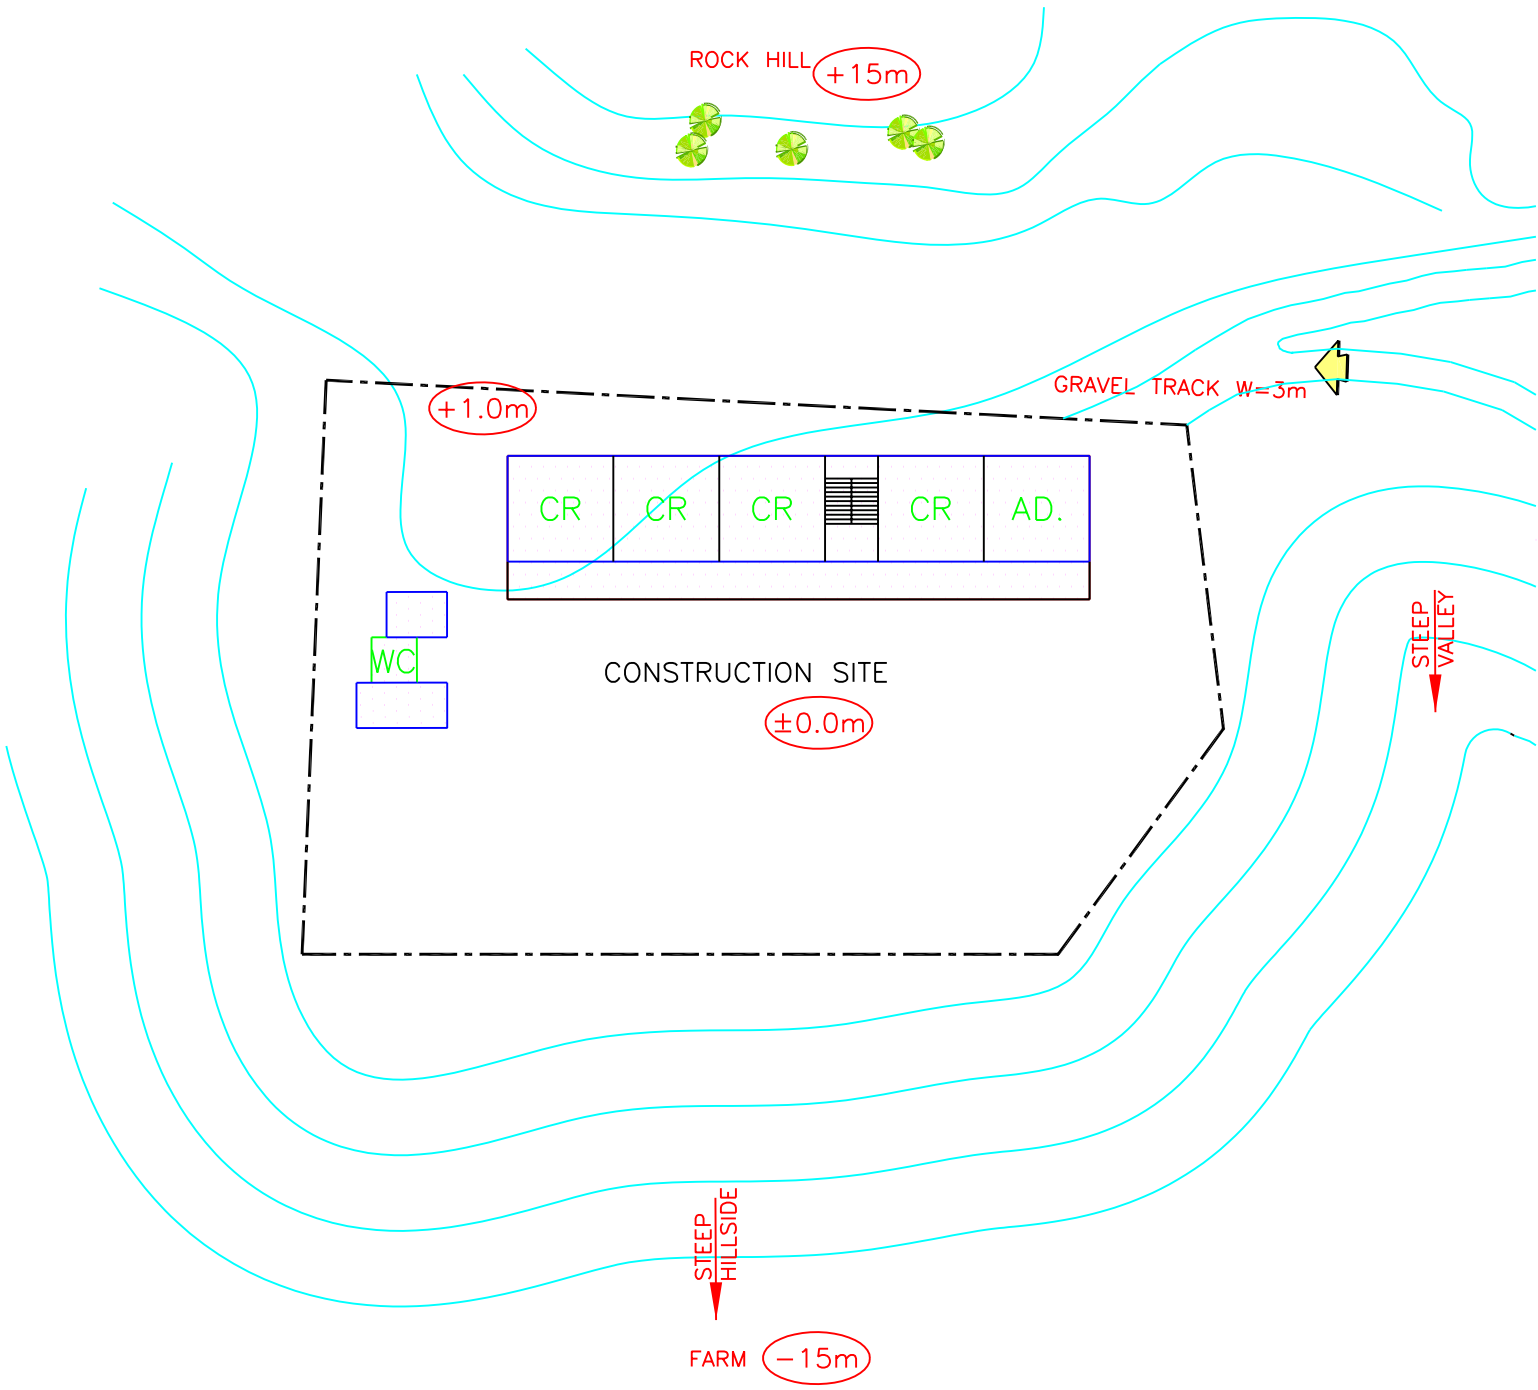 ROCK HILL +15m
GRAVEL TRACK W=3m
+1.0m
CR CR CR CR AD.
WC
CONSTRUCTION SITE
±0.0m
STEEP
VALLEY
STEEP
HILLSIDE
FARM -15m